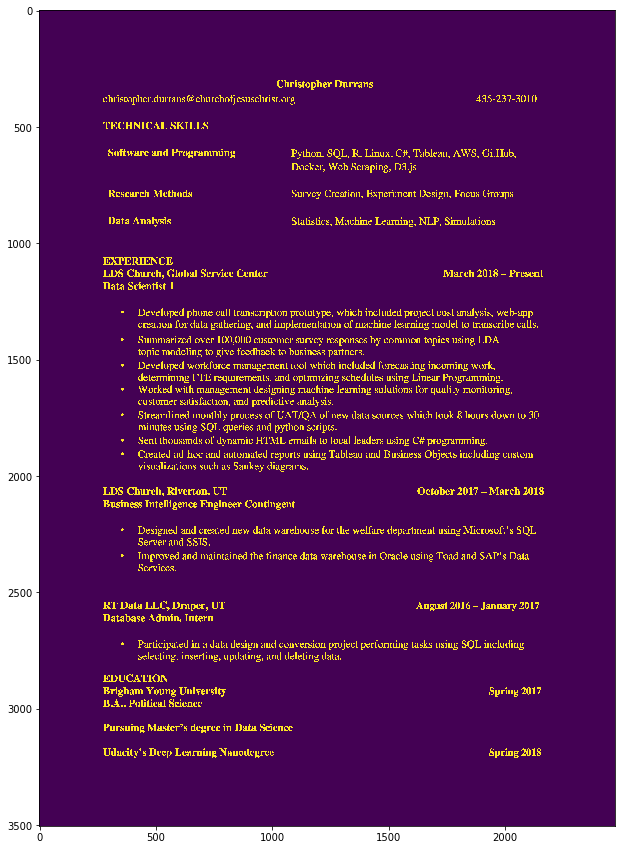 0
500
1000
1500
2000
2500
3000
3500
0
500
1000
1500
2000
Christopher Durrans
christopher.durrans@churchofjesuschrist.org 435-237-3010
TECHNICAL SKILLS
Software and Programming Python, SQL, R, Linux, C#, Tableau, AWS, GitHub,
Docker, Web Scraping, D3.js
Research Methods Survey Creation, Experiment Design, Focus Groups
Data Analysis Statistics, Machine Learning, NLP, Simulations
EXPERIENCE
LDS Church, Global Service Center March 2018 – Present
Data Scientist 1
• Developed phone call transcription prototype, which included project cost analysis, web-app
creation for data gathering, and implementation of machine learning model to transcribe calls.
• Summarized over 100,000 customer survey responses by common topics using LDA
topic modeling to give feedback to business partners.
• Developed workforce management tool which included forecasting incoming work,
determining FTE requirements, and optimizing schedules using Linear Programming.
• Worked with management designing machine learning solutions for quality monitoring,
customer satisfaction, and predictive analysis.
• Streamlined monthly process of UAT/QA of new data sources which took 8 hours down to 30
minutes using SQL queries and python scripts.
• Sent thousands of dynamic HTML emails to local leaders using C# programming.
• Created ad hoc and automated reports using Tableau and Business Objects including custom
visualizations such as Sankey diagrams.
LDS Church, Riverton, UT October 2017 – March 2018
Business Intelligence Engineer Contingent
• Designed and created new data warehouse for the welfare department using Microsoft's SQL
Server and SSIS.
• Improved and maintained the finance data warehouse in Oracle using Toad and SAP's Data
Services.
RT Data LLC, Draper, UT August 2016 – January 2017
Database Admin, Intern
• Participated in a data design and conversion project performing tasks using SQL including
selecting, inserting, updating, and deleting data.
EDUCATION
Brigham Young University Spring 2017
B.A., Political Science
Pursuing Master's degree in Data Science
Udacity's Deep Learning Nanodegree Spring 2018